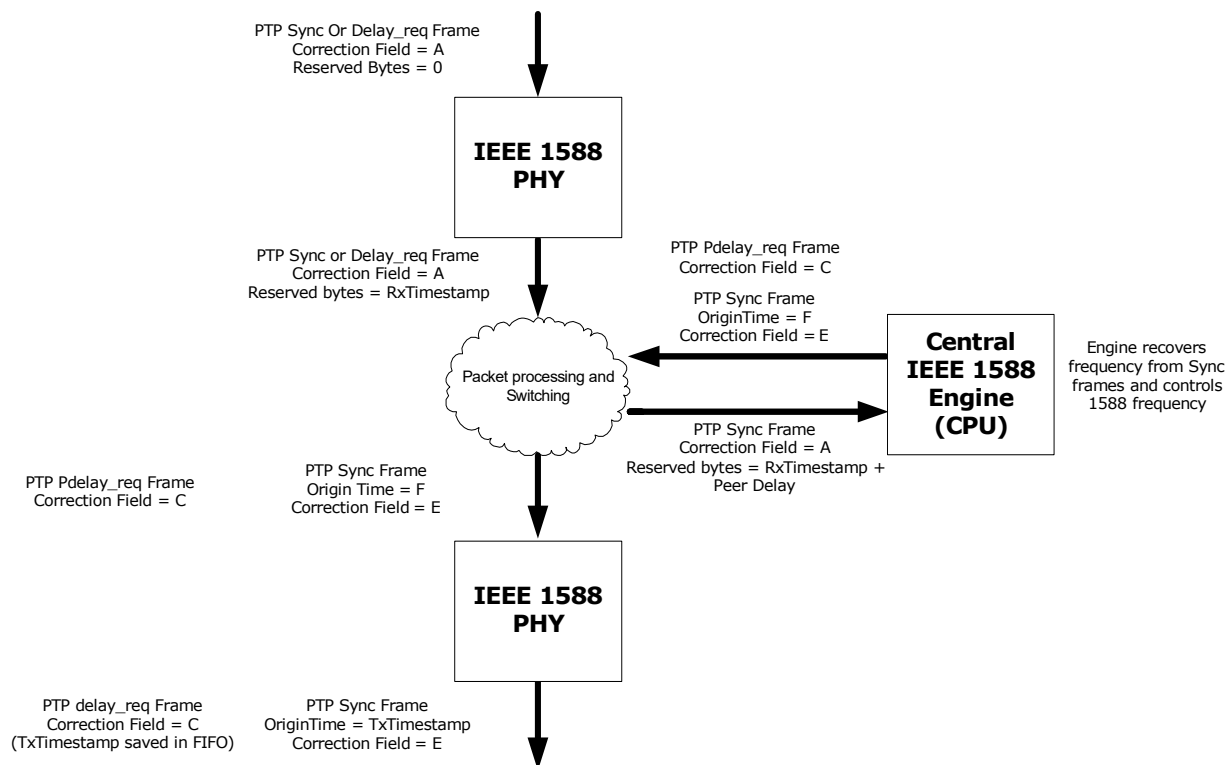 PTP Sync Or Delay_req Frame
Correction Field = A
Reserved Bytes = 0
IEEE 1588
PHY
PTP Sync or Delay_req Frame
Correction Field = A
Reserved bytes = RxTimestamp
PTP Pdelay_req Frame
Correction Field = C
PTP Sync Frame
OriginTime = F
Correction Field = E
Central
IEEE 1588
Engine
(CPU)
Engine recovers
frequency from Sync
frames and controls
1588 frequency
Packet processing and
Switching
PTP Sync Frame
Correction Field = A
Reserved bytes = RxTimestamp +
Peer Delay
PTP Pdelay_req Frame
Correction Field = C
PTP Sync Frame
Origin Time = F
Correction Field = E
IEEE 1588
PHY
PTP delay_req Frame
Correction Field = C
(TxTimestamp saved in FIFO)
PTP Sync Frame
OriginTime = TxTimestamp
Correction Field = E